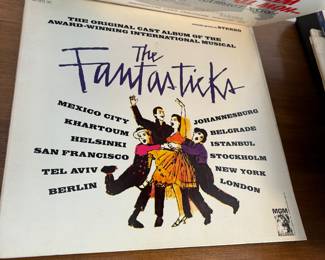 STEREO
THE ORIGINAL CAST ALBUM OF THE
AWARD-WINNING INTERNATIONAL MUSICAL
The
Fantasticks
MEXICO CITY
KHARTOUM
HELSINKI
SAN FRANCISCO
TEL AVIV
BERLIN
JOHANNESBURG
BELGRADE
ISTANBUL
STOCKHOLM
NEW YORK
LONDON
MGM